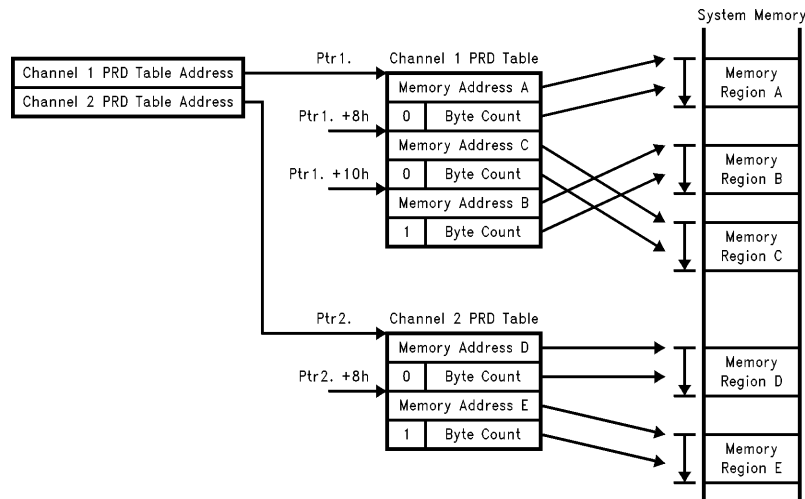 System Memory
Ptr1.
Channel 1 PRD Table
Channel 1 PRD Table Address
Channel 2 PRD Table Address
Memory Address A
0 Byte Count
Ptr1. +8h
Memory Address C
0 Byte Count
Ptr1. +10h
Memory Address B
1 Byte Count
Memory
Region A
Memory
Region B
Memory
Region C
Ptr2.
Channel 2 PRD Table
Memory Address D
0 Byte Count
Ptr2. +8h
Memory Address E
1 Byte Count
Memory
Region D
Memory
Region E